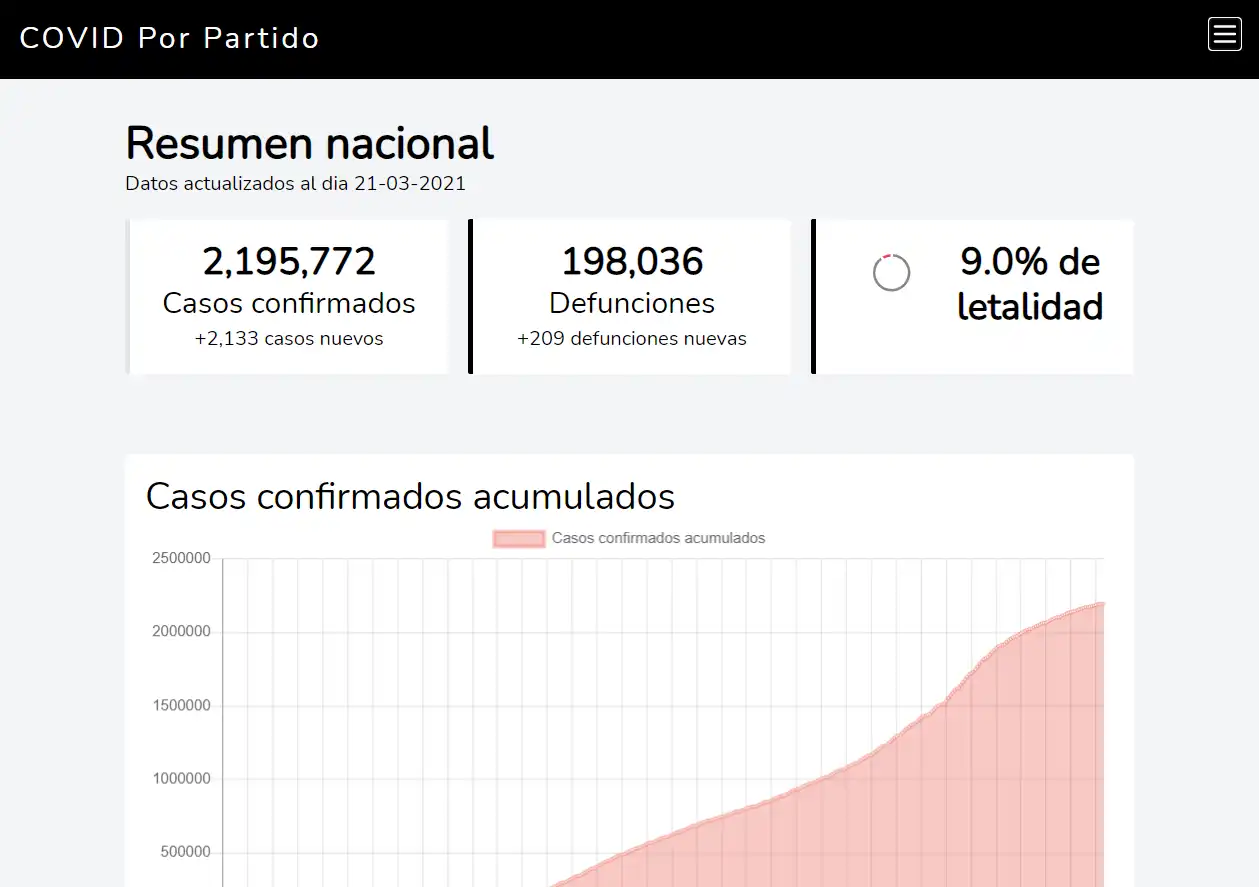 COVID Por Partido
Resumen nacional
Datos actualizados al dia 21-03-2021
2,195,772
Casos confirmados
+2,133 casos nuevos
198,036
Defunciones
+209 defunciones nuevas
9.0% de
letalidad
Casos confirmados acumulados
Casos confirmados acumulados
2500000
2000000
1500000
1000000
500000